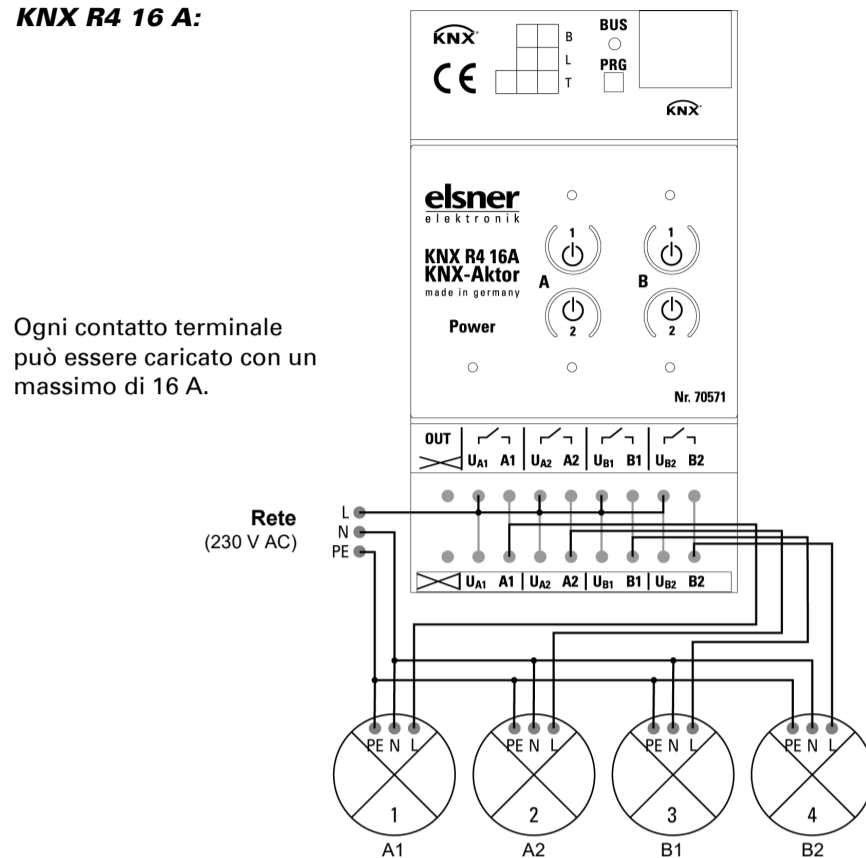 KNX R4 16 A:
KNX
B
L
T
BUS
PRG
KNX
CE
elsner
elektronik
KNX R4 16A
KNX-Aktor
made in germany
Power
A
1
2
B
1
2
Nr. 70571
Ogni contatto terminale
può essere caricato con un
massimo di 16 A.
OUT
UA1 A1 UA2 A2 UB1 B1 UB2 B2
Rete
(230 V AC)
L
N
PE
UA1 A1 UA2 A2 UB1 B1 UB2 B2
PE N L PE N L PE N L PE N L
1 2 3 4
A1 A2 B1 B2